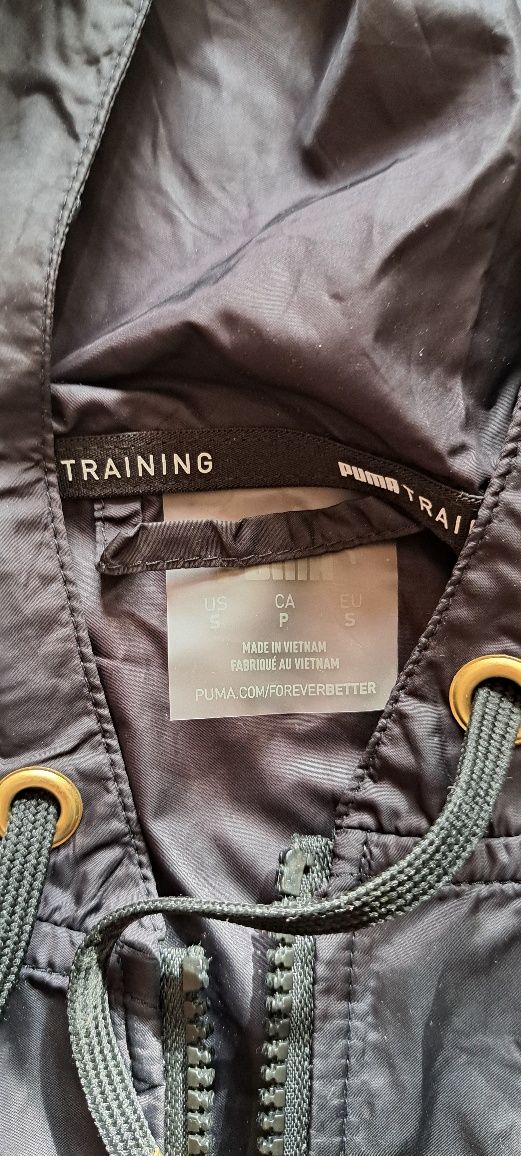 TRAINING
PUMA TRAI
US CA EU
S P S
MADE IN VIETNAM
FABRIQUÉ AU VIETNAM
PUMA.COM/FOREVERBETTER